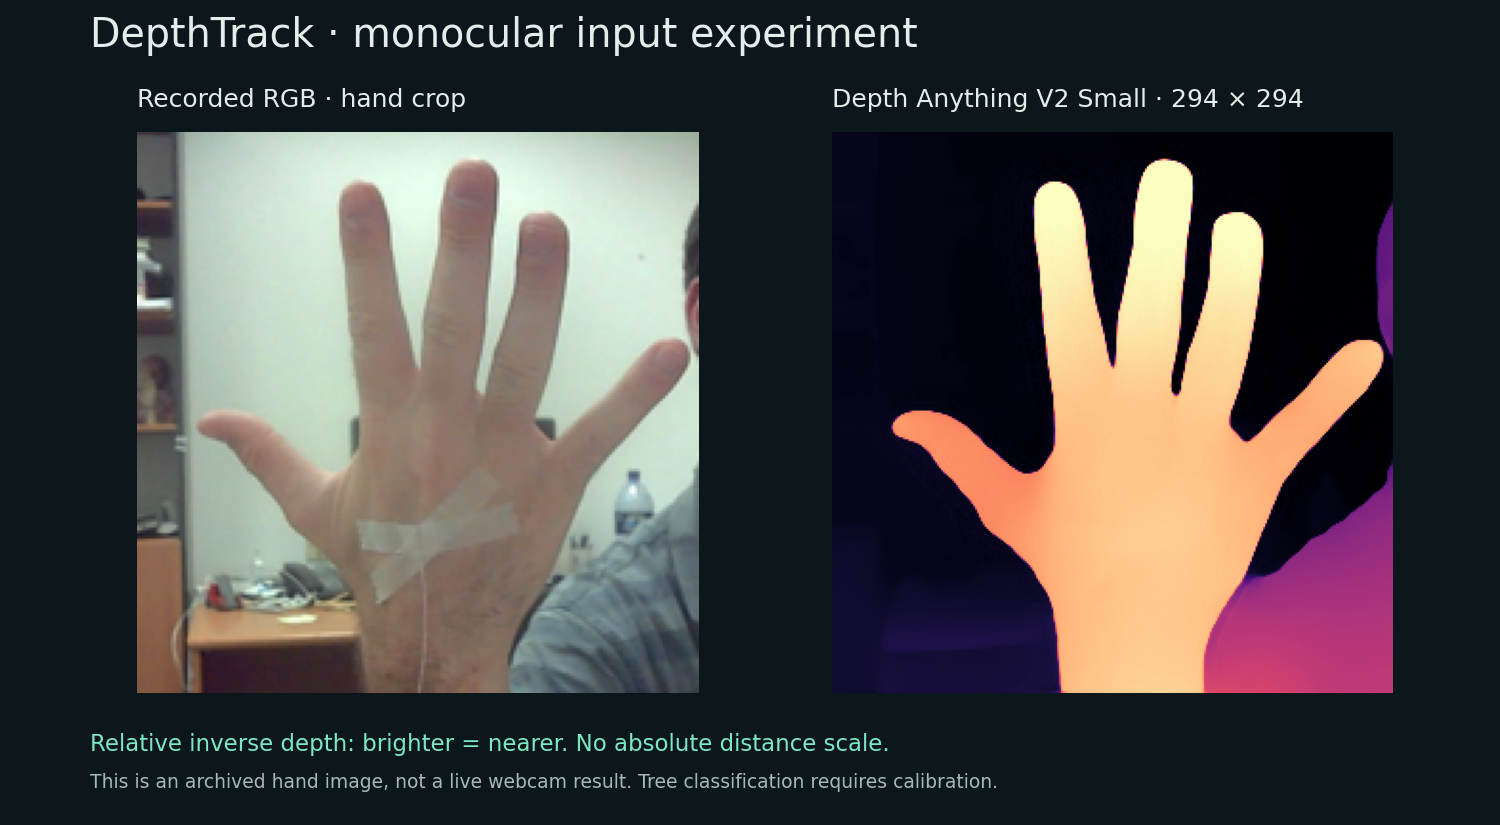 DepthTrack · monocular input experiment
Recorded RGB · hand crop
Depth Anything V2 Small · 294 × 294
Relative inverse depth: brighter = nearer. No absolute distance scale.
This is an archived hand image, not a live webcam result. Tree classification requires calibration.